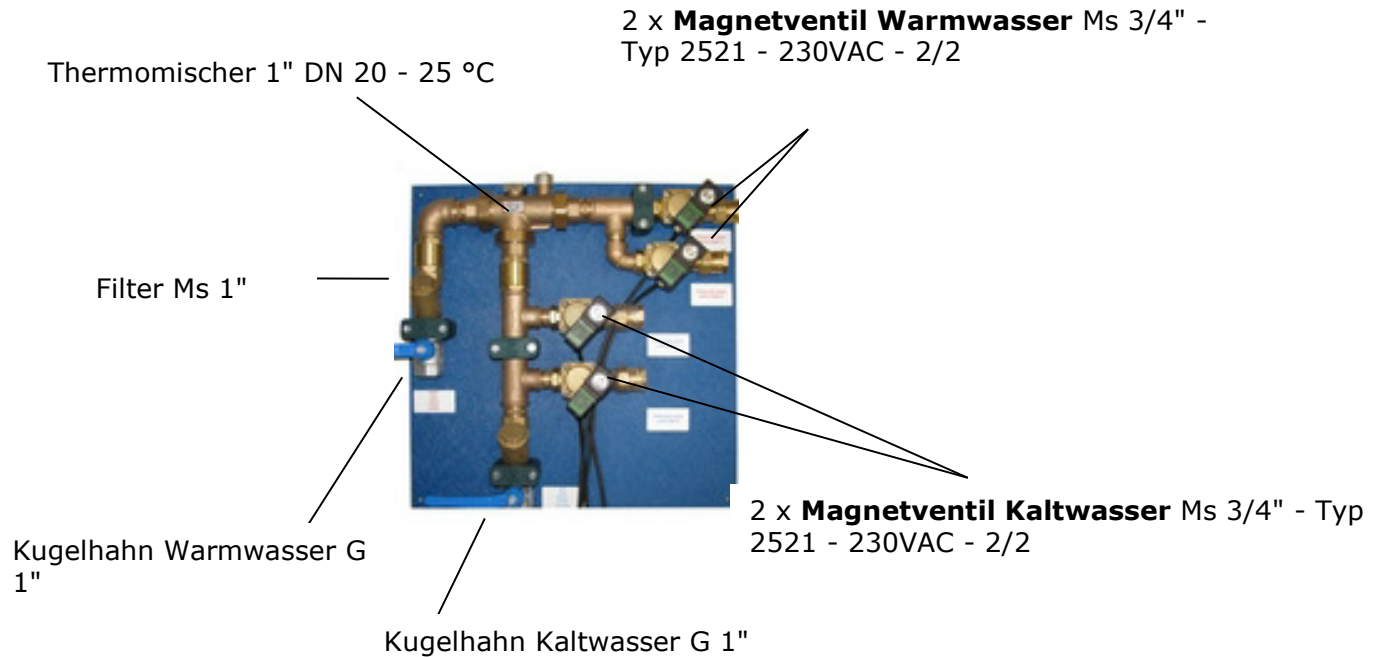 2 x Magnetventil Warmwasser Ms 3/4" -
Typ 2521 - 230VAC - 2/2
Thermomischer 1" DN 20 - 25 °C
Filter Ms 1"
Kugelhahn Warmwasser G
1"
2 x Magnetventil Kaltwasser Ms 3/4" - Typ
2521 - 230VAC - 2/2
Kugelhahn Kaltwasser G 1"